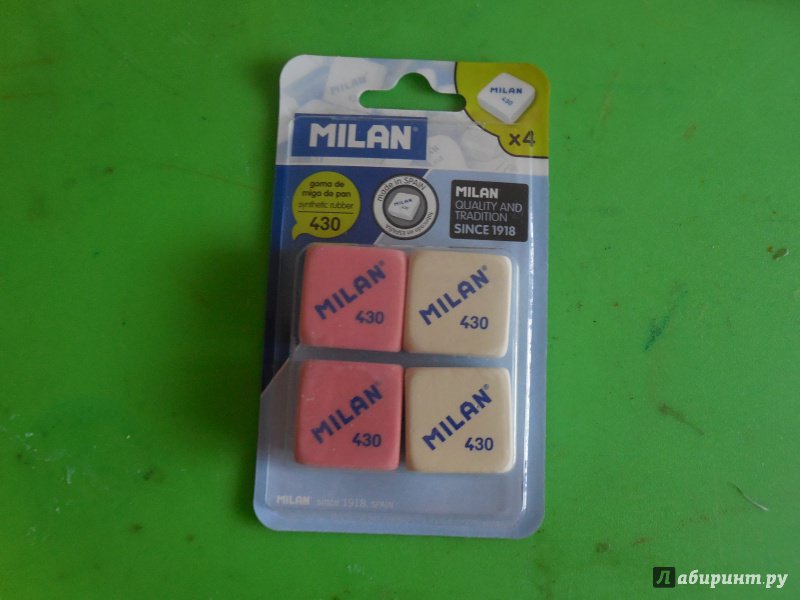 MILAN
430
x4
MILAN®
goma de
miga de pan
synthetic rubber
430
made in SPAIN
MILAN
MILAN
QUALITY AND
TRADITION
SINCE 1918
MILAN®
430
MILAN®
430
MILAN®
430
MILAN®
430
MILAN since 1918, SPAIN
Лабиринт.ру